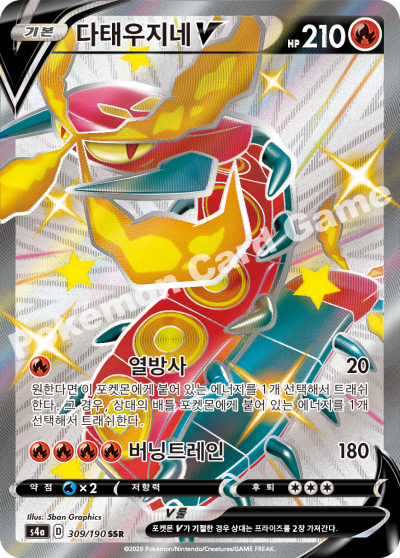 기본 다태우지네V HP 210
Pokémon Card Game
열방사 20
원한다면 이 포켓몬에게 붙어 있는 에너지를 1개 선택해서 트래쉬
한다. 그 경우, 상대의 배틀 포켓몬에게 붙어 있는 에너지를 1개
선택해서 트래쉬한다.
버닝트레인 180
약점 ×2 저항력 후퇴
Illus. 5ban Graphics
s4a D 309/190 SSR
V룰
포켓몬V가 기절한 경우 상대는 프라이즈를 2장 가져간다.
©2020 Pokémon/Nintendo/Creatures/GAME FREAK.